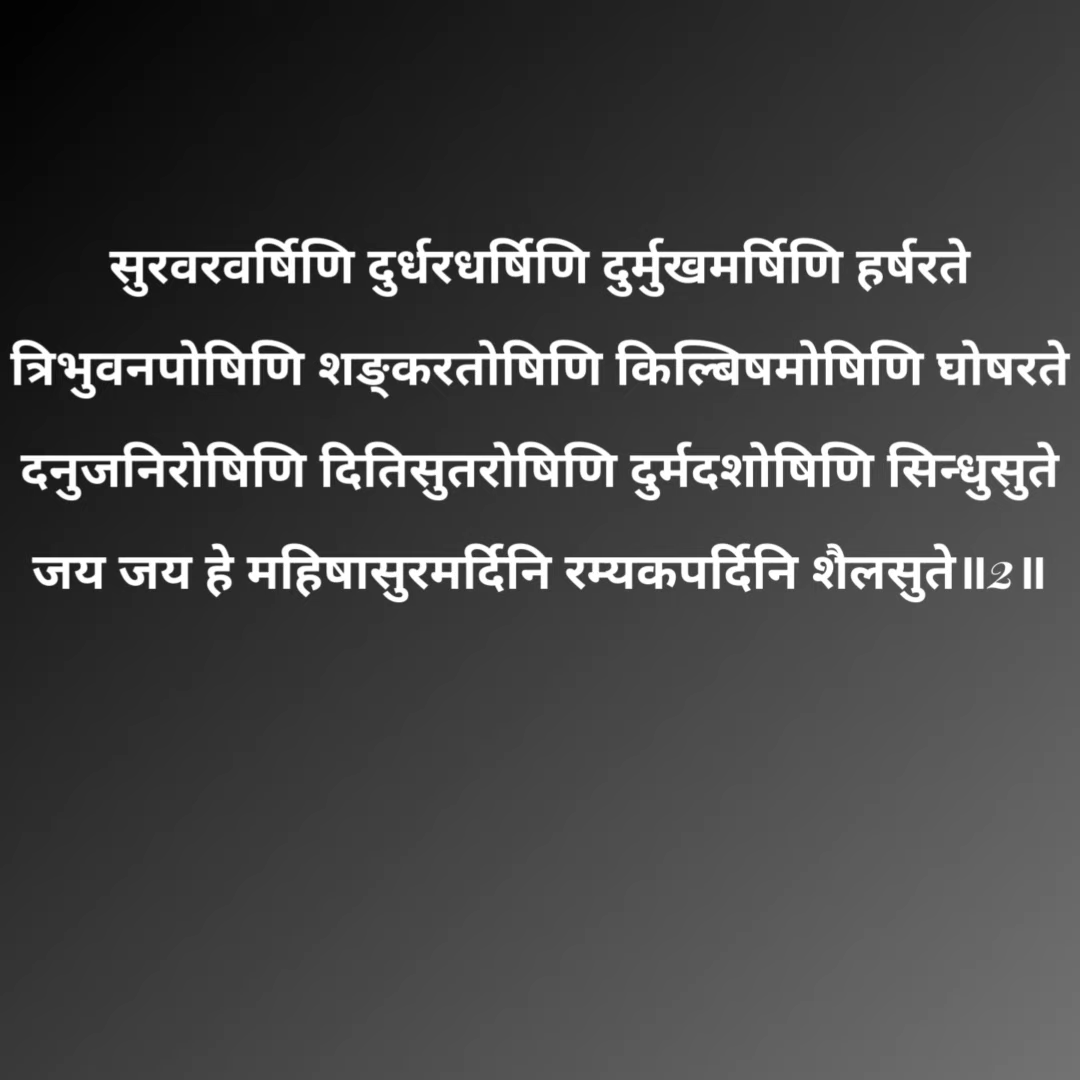 सुरवरवर्षिणि दुर्धरधर्षिणि दुर्मुखमर्षिणि हर्षरते
त्रिभुवनपोषिणि शङ्करतोषिणि किल्बिषमोषिणि घोषरते
दनुजनिरोषिणि दितिसुतरोषिणि दुर्मदशोषिणि सिन्धुसुते
जय जय हे महिषासुरमर्दिनि रम्यकपर्दिनि शैलसुते॥2॥